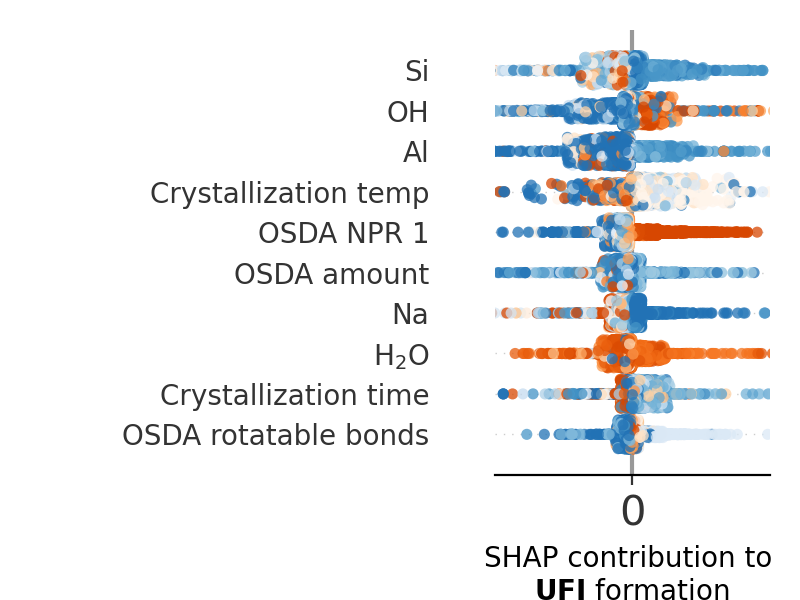 Si
OH
Al
Crystallization temp
OSDA NPR 1
OSDA amount
Na
H₂O
Crystallization time
OSDA rotatable bonds
0
SHAP contribution to
UFI formation